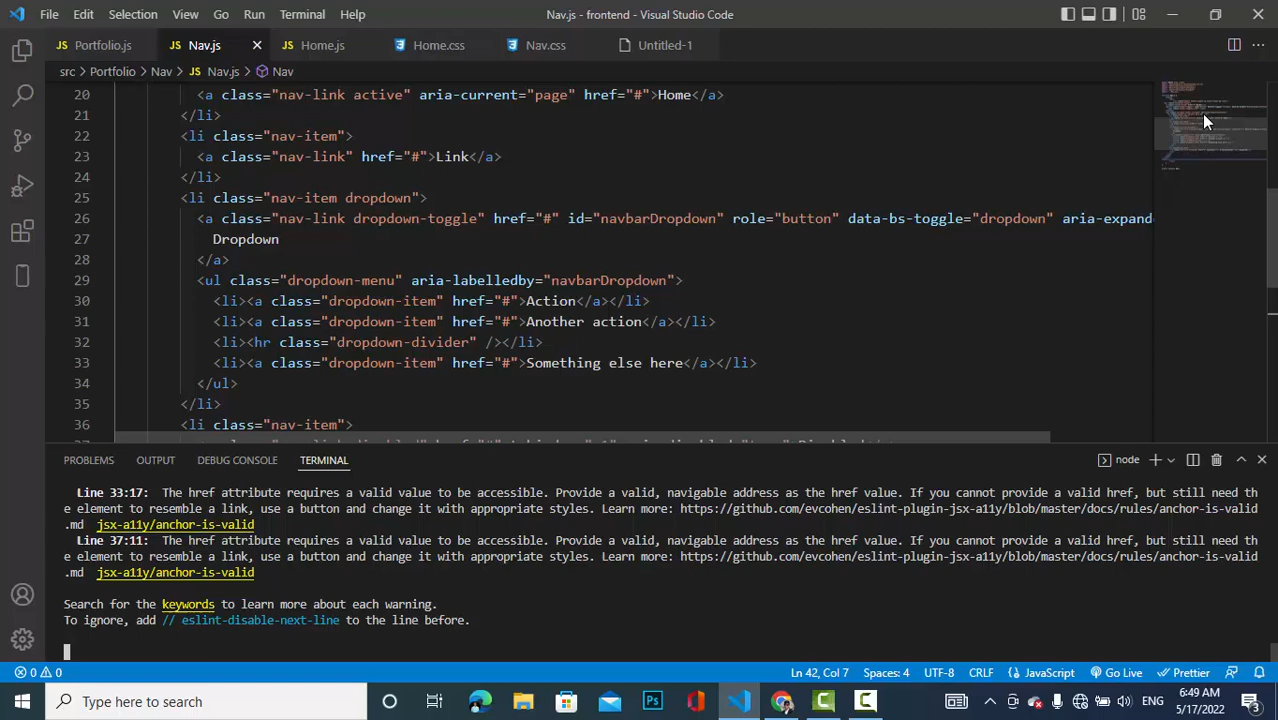 File Edit Selection View Go Run Terminal Help Nav.js - frontend - Visual Studio Code
Portfolio.js Nav.js Home.js Home.css Nav.css Untitled-1
src > Portfolio > Nav > JS Nav.js > Nav
20 <a class="nav-link active" aria-current="page" href="#">Home</a>
21 </li>
22 <li class="nav-item">
23 <a class="nav-link" href="#">Link</a>
24 </li>
25 <li class="nav-item dropdown">
26 <a class="nav-link dropdown-toggle" href="#" id="navbarDropdown" role="button" data-bs-toggle="dropdown" aria-expande
27 Dropdown
28 </a>
29 <ul class="dropdown-menu" aria-labelledby="navbarDropdown">
30 <li><a class="dropdown-item" href="#">Action</a></li>
31 <li><a class="dropdown-item" href="#">Another action</a></li>
32 <li><hr class="dropdown-divider" /></li>
33 <li><a class="dropdown-item" href="#">Something else here</a></li>
34 </ul>
35 </li>
36 <li class="nav-item">
PROBLEMS OUTPUT DEBUG CONSOLE TERMINAL node
Line 33:17: The href attribute requires a valid value to be accessible. Provide a valid, navigable address as the href value. If you cannot provide a valid href, but still need th
e element to resemble a link, use a button and change it with appropriate styles. Learn more: https://github.com/evcohen/eslint-plugin-jsx-a11y/blob/master/docs/rules/anchor-is-valid
.md jsx-a11y/anchor-is-valid
Line 37:11: The href attribute requires a valid value to be accessible. Provide a valid, navigable address as the href value. If you cannot provide a valid href, but still need th
e element to resemble a link, use a button and change it with appropriate styles. Learn more: https://github.com/evcohen/eslint-plugin-jsx-a11y/blob/master/docs/rules/anchor-is-valid
.md jsx-a11y/anchor-is-valid
Search for the keywords to learn more about each warning.
To ignore, add // eslint-disable-next-line to the line before.
0 0 Ln 42, Col 7 Spaces: 4 UTF-8 CRLF JavaScript Go Live Prettier
Type here to search ENG 6:49 AM
5/17/2022 3